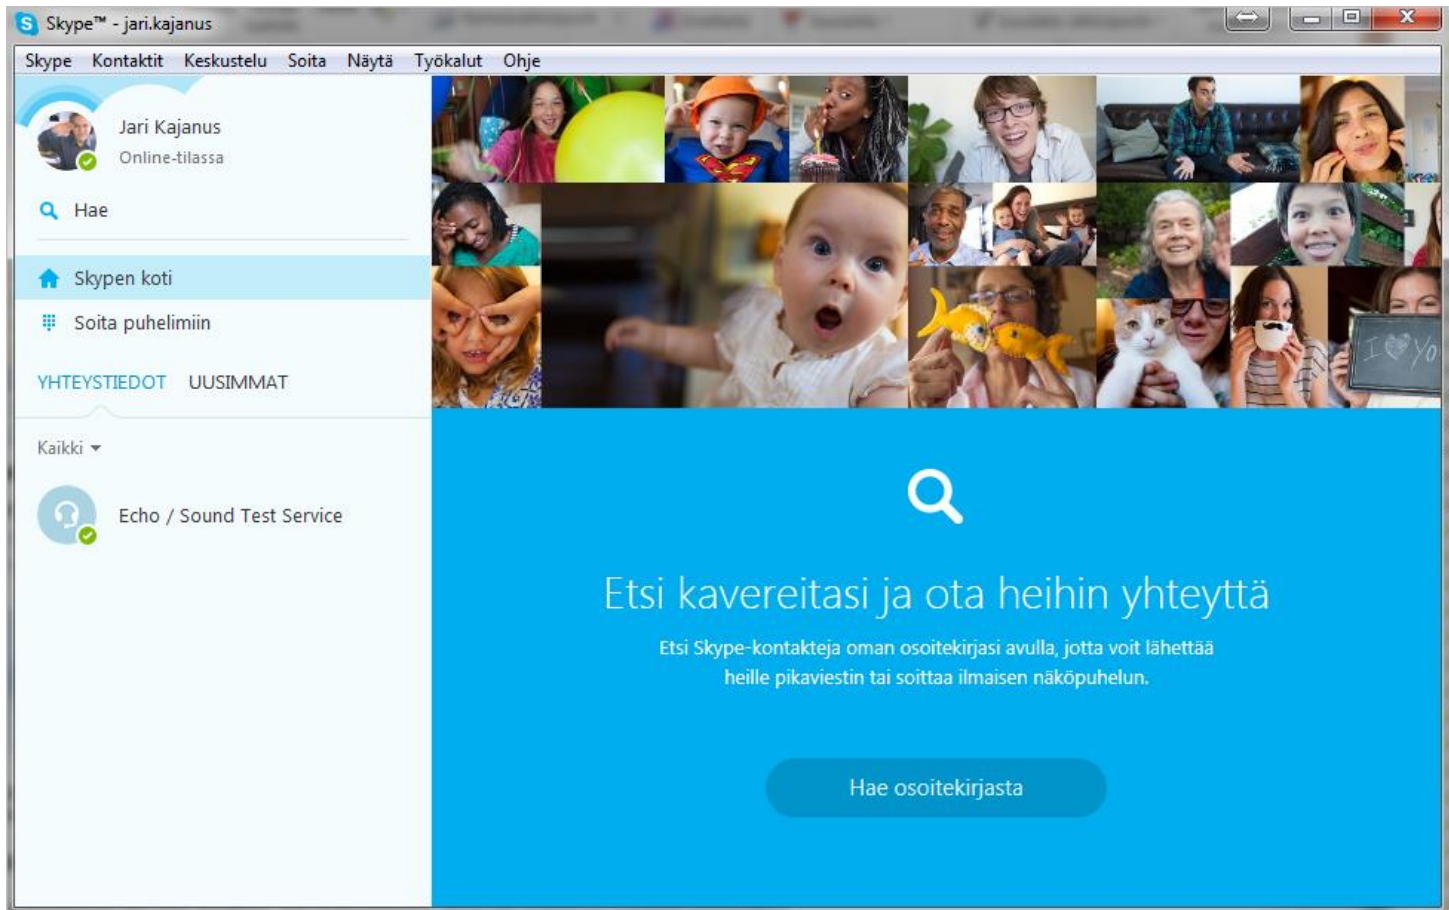 Skype™ - jari.kajanus
Skype Kontaktit Keskustelu Soita Näytä Työkalut Ohje
Jari Kajanus
Online-tilassa
Hae
Skypen koti
Soita puhelimiin
YHTEYSTIEDOT UUSIMMAT
Kaikki
Echo / Sound Test Service
I Yo
Etsi kavereitasi ja ota heihin yhteyttä
Etsi Skype-kontakteja oman osoitekirjasi avulla, jotta voit lähettää
heille pikaviestin tai soittaa ilmaisen näköpuhelun.
Hae osoitekirjasta